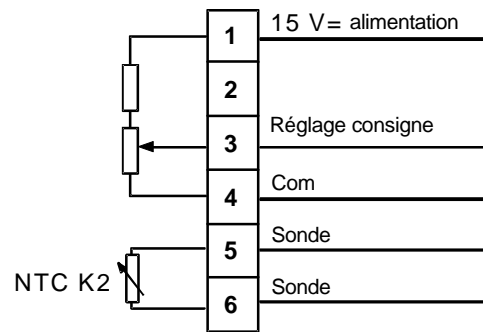 1 15 V= alimentation
2
3 Réglage consigne
4 Com
5 Sonde
NTC K2
6 Sonde